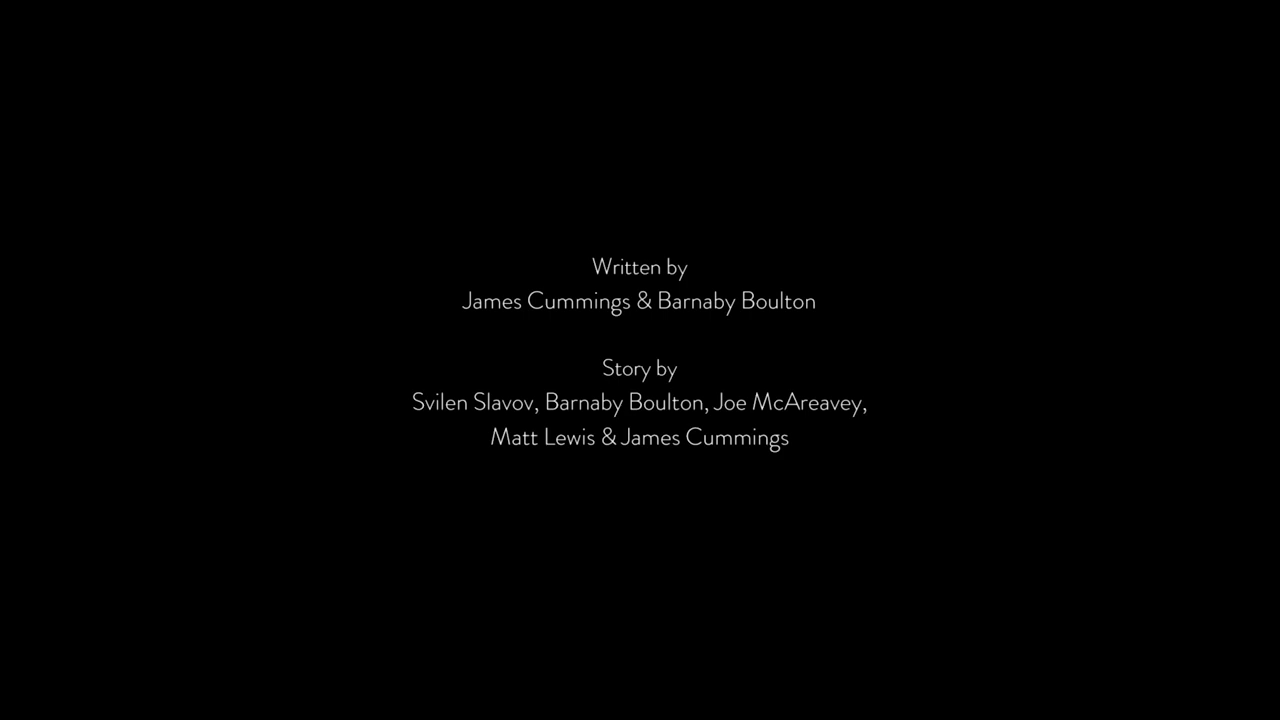 Written by
James Cummings & Barnaby Boulton
Story by
Svilen Slavov, Barnaby Boulton, Joe McAreavey,
Matt Lewis & James Cummings